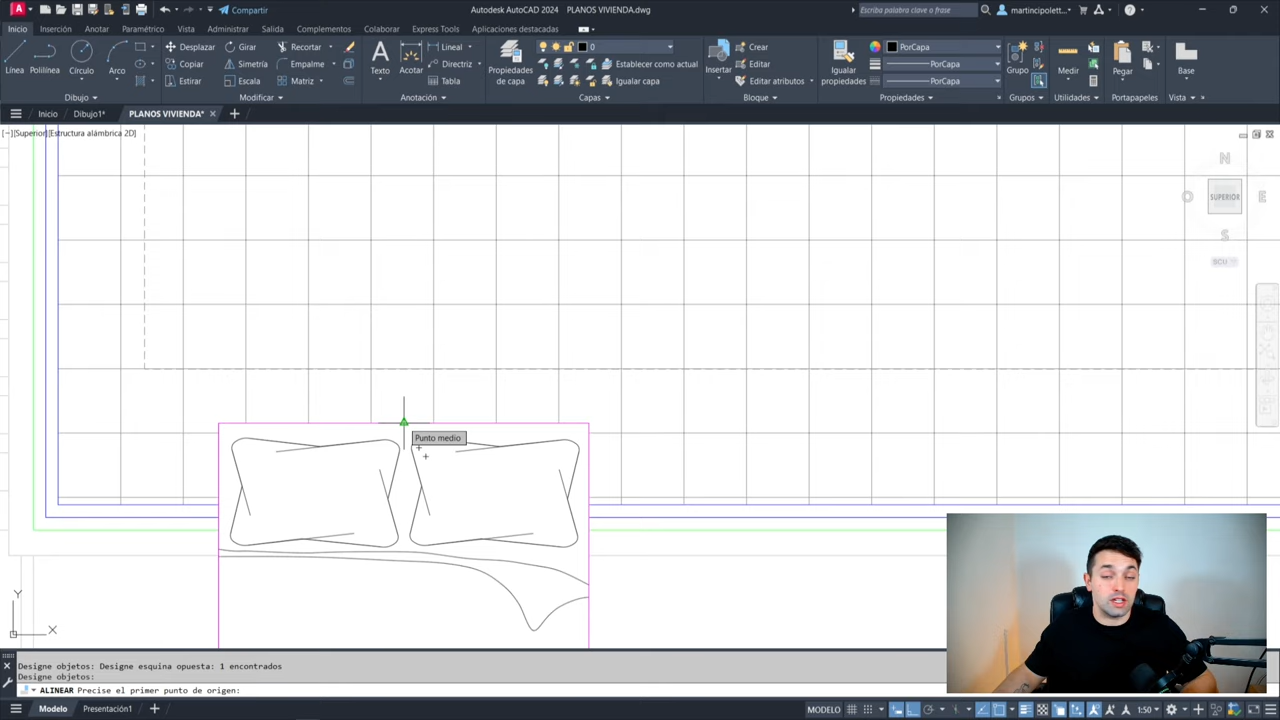 Compartir
Autodesk AutoCAD 2024 PLANOS VIVIENDA.dwg
Escriba palabra clave o frase
martincipolett...
Inicio Inserción Anotar Paramétrico Vista Administrar Salida Complementos Colaborar Express Tools Aplicaciones destacadas
Línea Polilínea Círculo Arco
Desplazar Girar Recortar
Copiar Simetría Empalme
Estirar Escala Matriz
Texto Acotar
Lineal
Directriz
Tabla
Propiedades de capa
0
Establecer como actual
Igualar capa
Insertar
Crear
Editar
Editar atributos
Igualar propiedades
PorCapa
PorCapa
PorCapa
Grupo Medir Pegar Base
Dibujo Modificar Anotación Capas Bloque Propiedades Grupos Utilidades Portapapeles Vista
Inicio Dibujo1* PLANOS VIVIENDA*
[−][Superior][Estructura alámbrica 2D]
N
O SUPERIOR E
S
SCU
Punto medio
Y
X
Designe objetos: Designe esquina opuesta: 1 encontrados
Designe objetos:
ALINEAR Precise el primer punto de origen:
Modelo Presentación1
MODELO
1:50